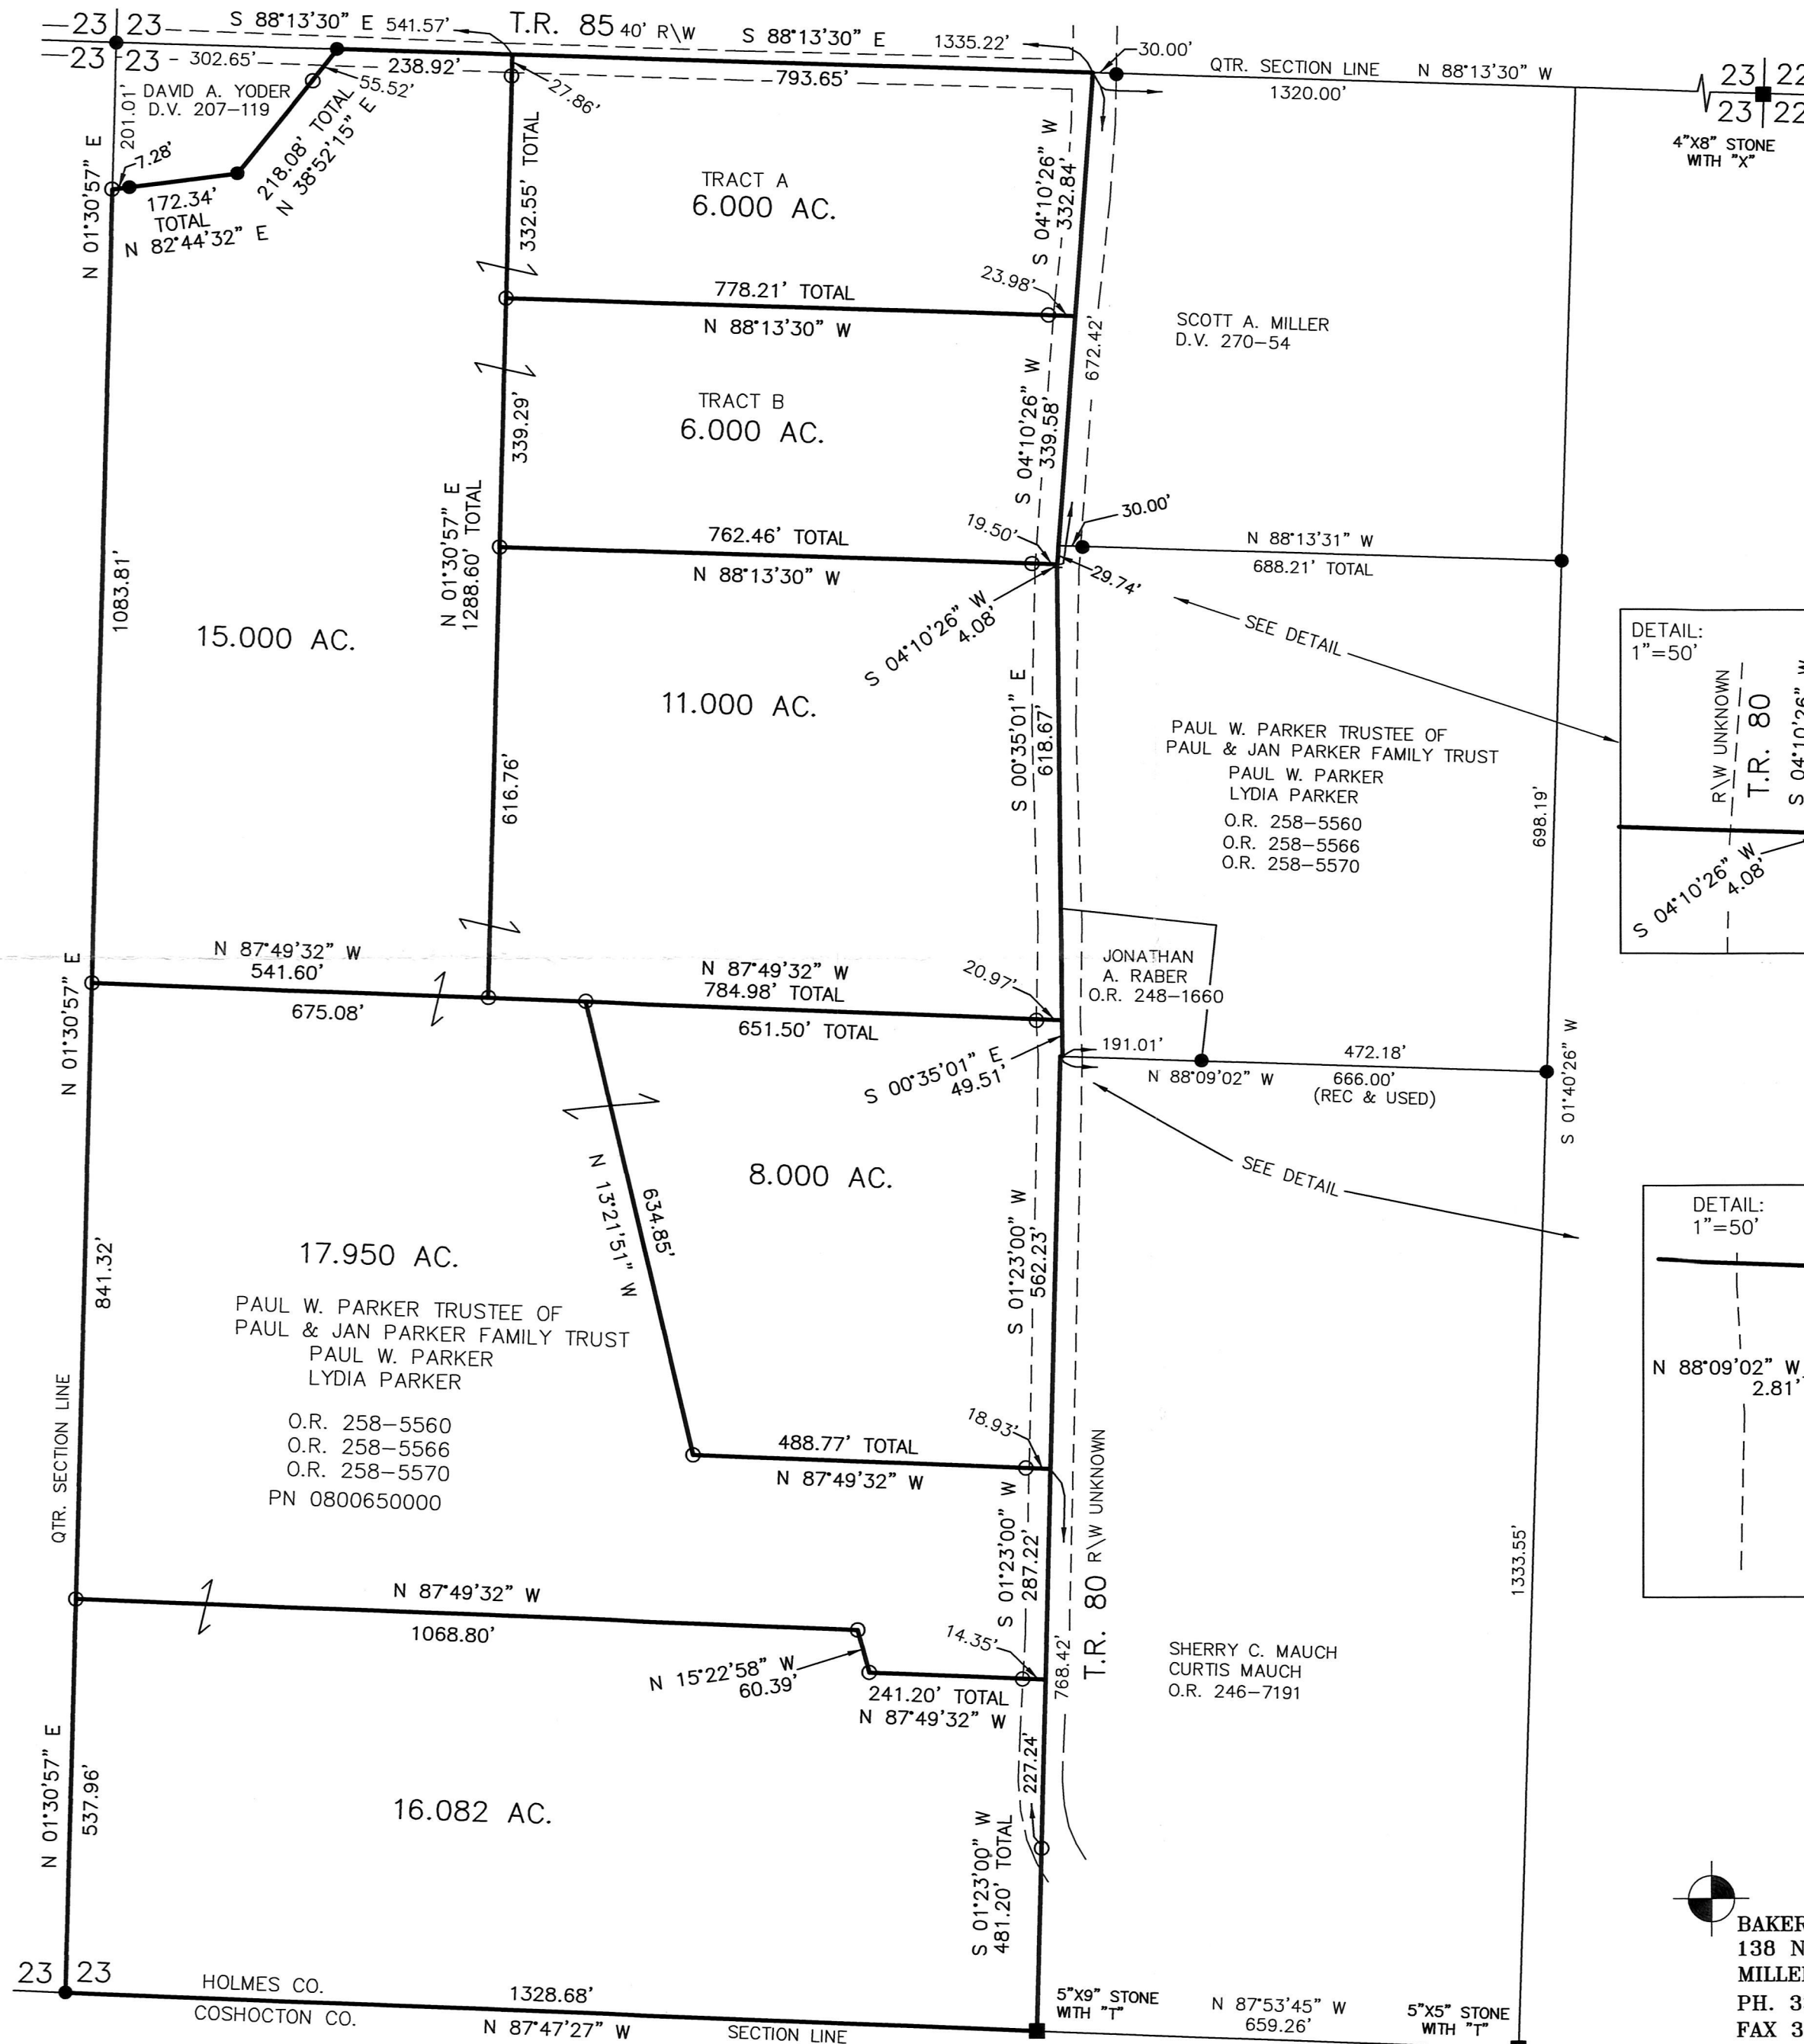 23 23
23 23
S 88°13'30" E 541.57'
T.R. 85 40' R\W
S 88°13'30" E
1335.22'
30.00'
QTR. SECTION LINE N 88°13'30" W
1320.00'
23 22
23 22
4"X8" STONE
WITH "X"
302.65'
238.92'
793.65'
55.52'
27.86'
DAVID A. YODER
D.V. 207-119
201.01'
7.28'
172.34'
TOTAL
N 82°44'32" E
218.08' TOTAL
N 38°52'15" E
N 01°30'57" E
332.55' TOTAL
TRACT A
6.000 AC.
S 04°10'26" W
332.84'
778.21' TOTAL
N 88°13'30" W
23.98'
672.42'
SCOTT A. MILLER
D.V. 270-54
339.29'
TRACT B
6.000 AC.
S 04°10'26" W
339.58'
N 01°30'57" E
1288.60' TOTAL
762.46' TOTAL
N 88°13'30" W
19.50'
30.00'
29.74'
N 88°13'31" W
688.21' TOTAL
S 04°10'26" W
4.08'
SEE DETAIL
1083.81'
15.000 AC.
11.000 AC.
616.76'
S 00°35'01" E
618.67'
PAUL W. PARKER TRUSTEE OF
PAUL & JAN PARKER FAMILY TRUST
PAUL W. PARKER
LYDIA PARKER
O.R. 258-5560
O.R. 258-5566
O.R. 258-5570
698.19'
DETAIL:
1"=50'
R\W UNKNOWN
T.R. 80
S 04°10'26" W
S 04°10'26" W
4.08'
N 87°49'32" W
541.60'
675.08'
N 87°49'32" W
784.98' TOTAL
651.50' TOTAL
20.97'
JONATHAN
A. RABER
O.R. 248-1660
S 00°35'01" E
49.51'
191.01'
472.18'
N 88°09'02" W
666.00'
(REC & USED)
S 01°40'26" W
SEE DETAIL
N 01°30'57" E
841.32'
N 13°21'51" W
634.85'
8.000 AC.
S 01°23'00" W
562.23'
17.950 AC.
PAUL W. PARKER TRUSTEE OF
PAUL & JAN PARKER FAMILY TRUST
PAUL W. PARKER
LYDIA PARKER
O.R. 258-5560
O.R. 258-5566
O.R. 258-5570
PN 0800650000
DETAIL:
1"=50'
N 88°09'02" W
2.81'
QTR. SECTION LINE
488.77' TOTAL
N 87°49'32" W
18.93'
S 01°23'00" W
287.22'
T.R. 80 R\W UNKNOWN
768.42'
1333.55'
N 87°49'32" W
1068.80'
N 15°22'58" W
60.39'
14.35'
241.20' TOTAL
N 87°49'32" W
SHERRY C. MAUCH
CURTIS MAUCH
O.R. 246-7191
N 01°30'57" E
537.96'
16.082 AC.
227.24'
S 01°23'00" W
481.20' TOTAL
23 23
HOLMES CO.
COSHOCTON CO.
1328.68'
N 87°47'27" W
SECTION LINE
5"X9" STONE
WITH "T"
N 87°53'45" W
659.26'
5"X5" STONE
WITH "T"
BAKER
138 N
PH. 3
FAX 3